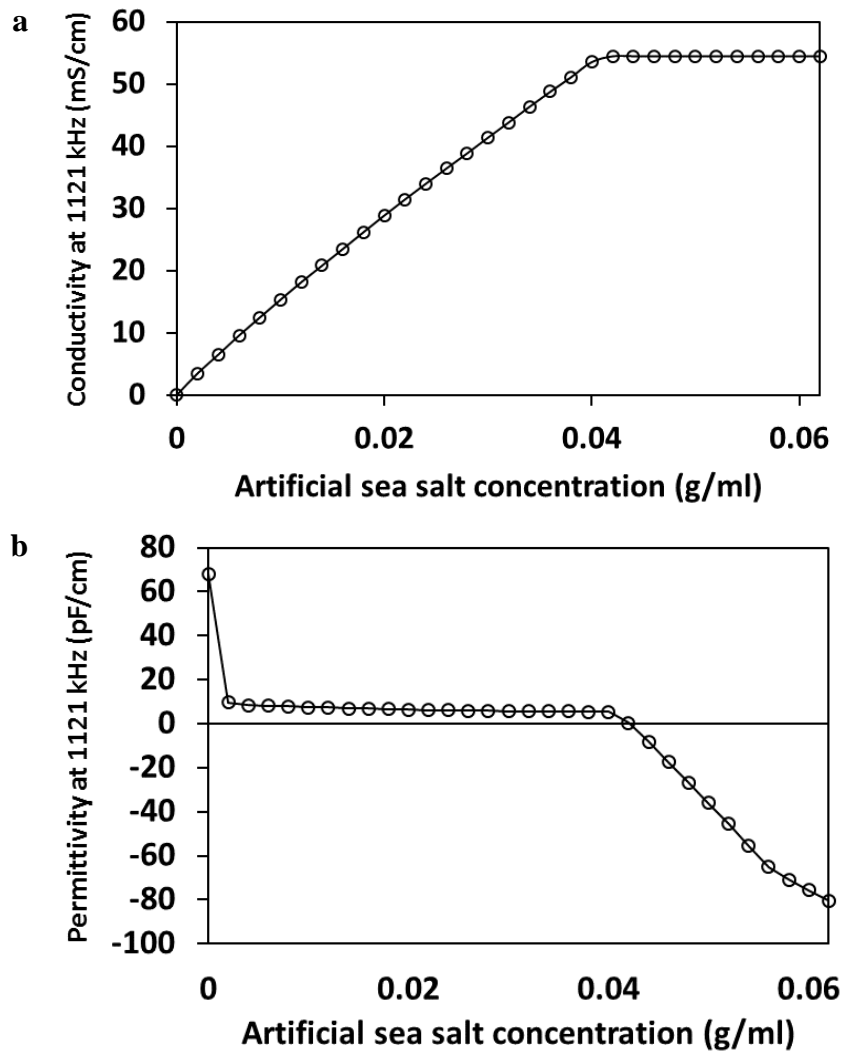 a
Conductivity at 1121 kHz (mS/cm)
60
50
40
30
20
10
0
0 0.02 0.04 0.06
Artificial sea salt concentration (g/ml)
b
Permittivity at 1121 kHz (pF/cm)
80
60
40
20
0
-20
-40
-60
-80
-100
0 0.02 0.04 0.06
Artificial sea salt concentration (g/ml)